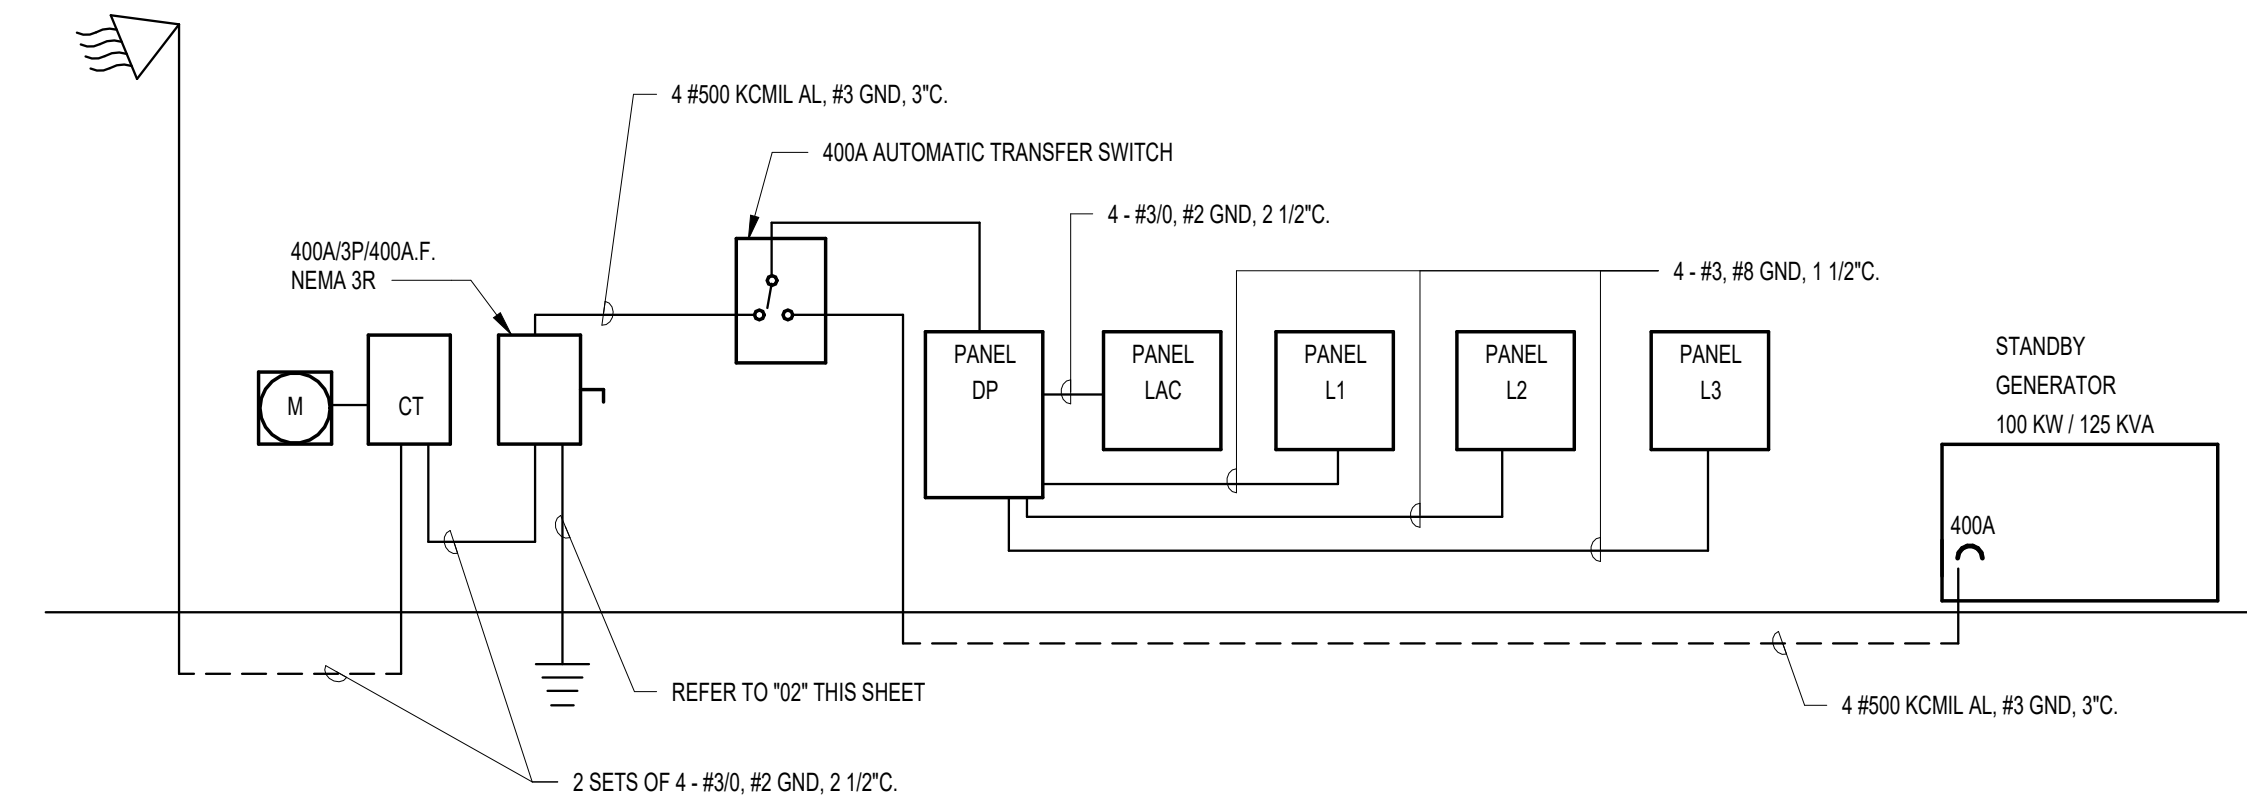 4 #500 KCMIL AL, #3 GND, 3"C.
400A AUTOMATIC TRANSFER SWITCH
4 - #3/0, #2 GND, 2 1/2"C.
400A/3P/400A.F.
NEMA 3R
4 - #3, #8 GND, 1 1/2"C.
M
CT
PANEL
DP
PANEL
LAC
PANEL
L1
PANEL
L2
PANEL
L3
STANDBY
GENERATOR
100 KW / 125 KVA
400A
REFER TO "02" THIS SHEET
4 #500 KCMIL AL, #3 GND, 3"C.
2 SETS OF 4 - #3/0, #2 GND, 2 1/2"C.